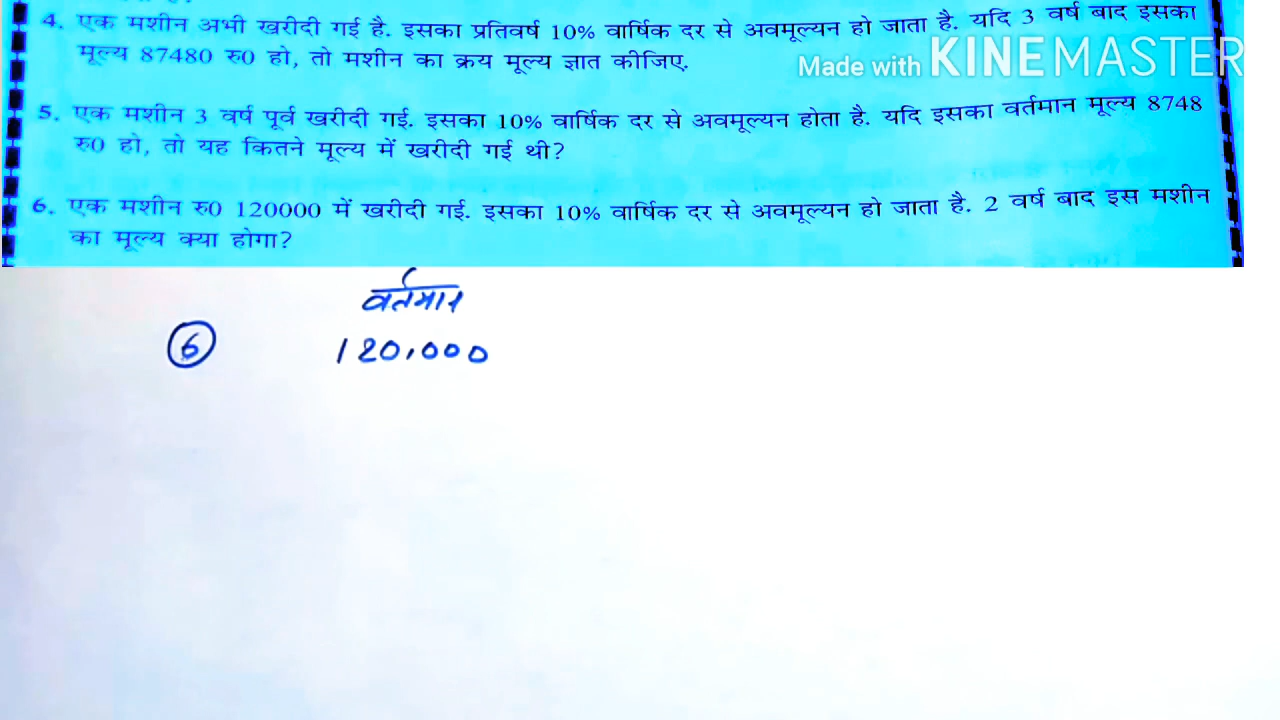 4. एक मशीन अभी खरीदी गई है. इसका प्रतिवर्ष 10% वार्षिक दर से अवमूल्यन हो जाता है. यदि 3 वर्ष बाद इसका
मूल्य 87480 रु0 हो, तो मशीन का क्रय मूल्य ज्ञात कीजिए.
Made with KINEMASTER
5. एक मशीन 3 वर्ष पूर्व खरीदी गई. इसका 10% वार्षिक दर से अवमूल्यन होता है. यदि इसका वर्तमान मूल्य 8748
रु0 हो, तो यह कितने मूल्य में खरीदी गई थी?
6. एक मशीन रु0 120000 में खरीदी गई. इसका 10% वार्षिक दर से अवमूल्यन हो जाता है. 2 वर्ष बाद इस मशीन
का मूल्य क्या होगा?
वर्तमान
6 120,000